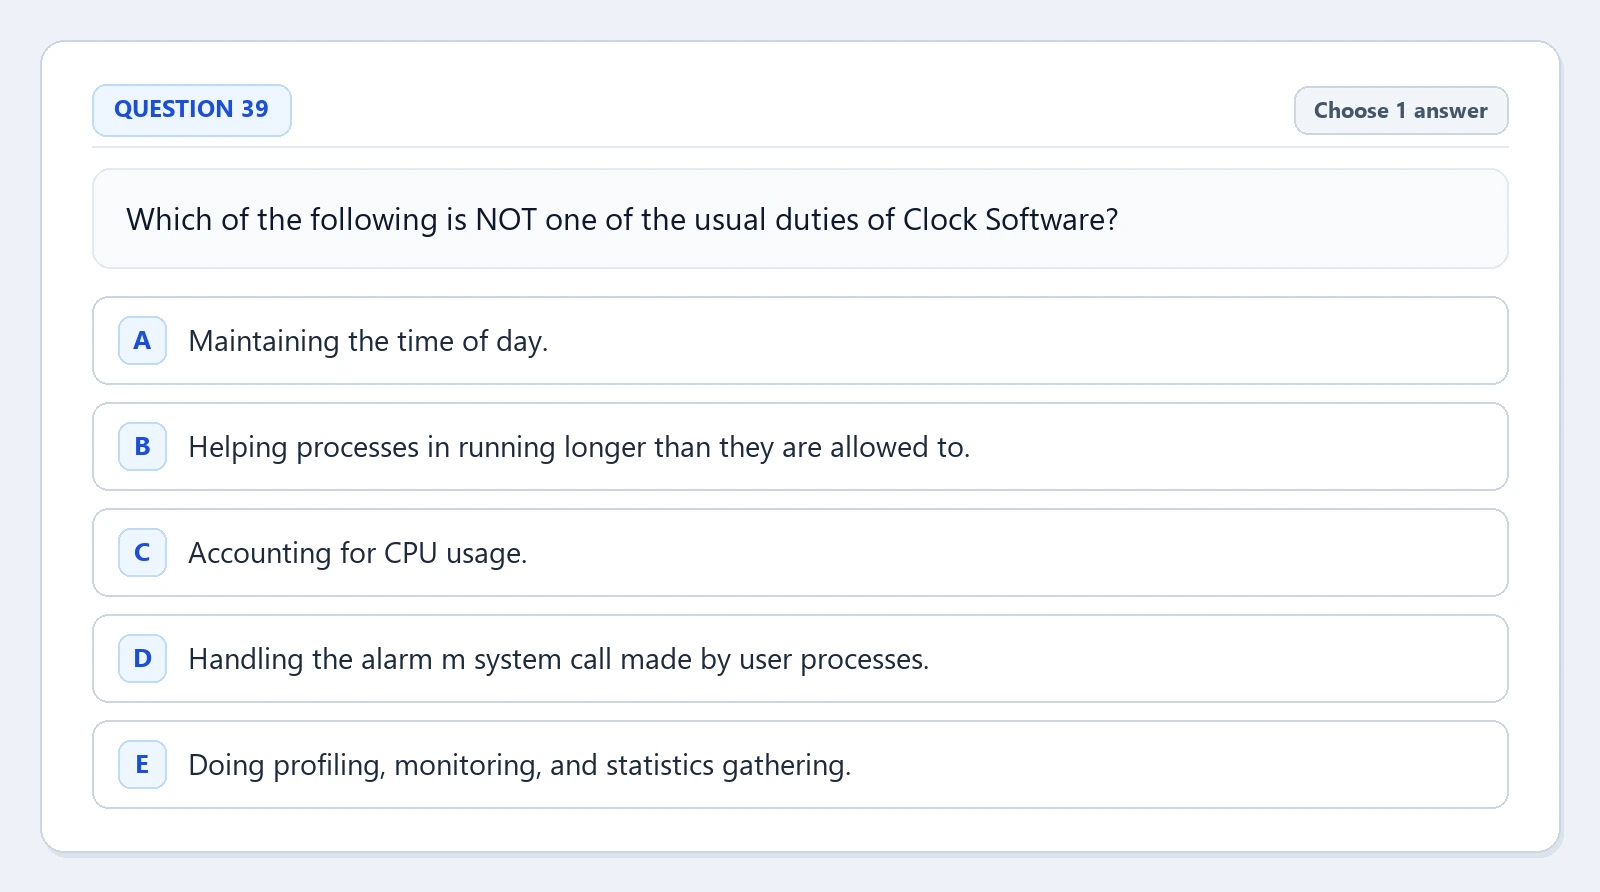 QUESTION 39
Choose 1 answer
Which of the following is NOT one of the usual duties of Clock Software?
A Maintaining the time of day.
B Helping processes in running longer than they are allowed to.
C Accounting for CPU usage.
D Handling the alarm m system call made by user processes.
E Doing profiling, monitoring, and statistics gathering.